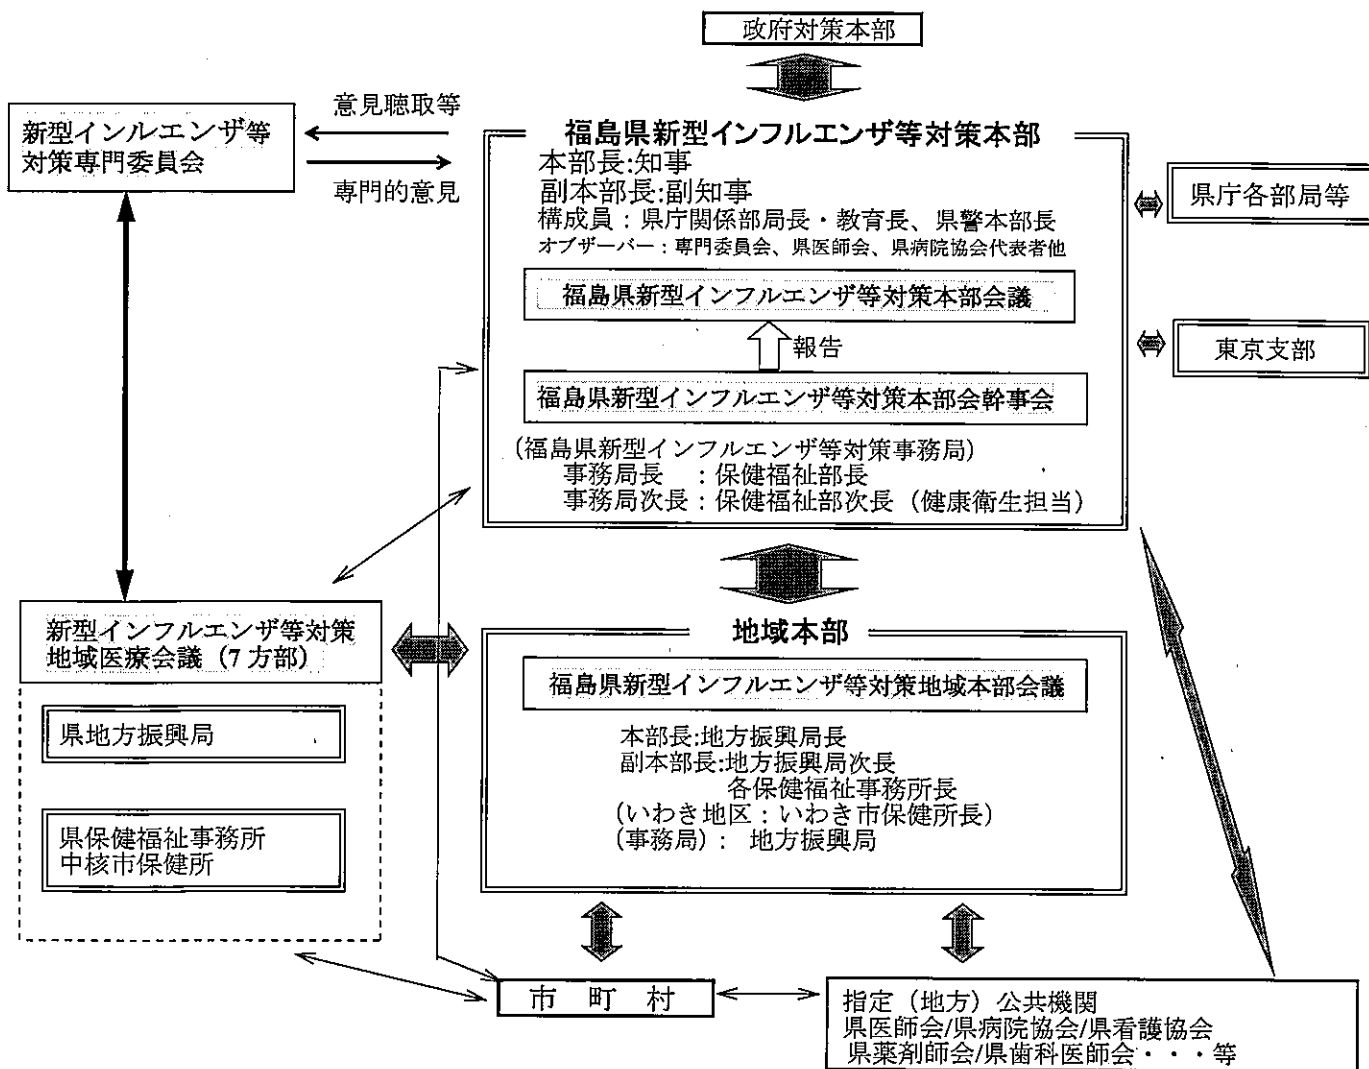 政府対策本部
意見聴取等
新型インルエンザ等
対策専門委員会
専門的意見
福島県新型インフルエンザ等対策本部
本部長:知事
副本部長:副知事
構成員：県庁関係部局長・教育長、県警本部長
オブザーバー：専門委員会、県医師会、県病院協会代表者他
県庁各部局等
福島県新型インフルエンザ等対策本部会議
報告
東京支部
福島県新型インフルエンザ等対策本部会幹事会
(福島県新型インフルエンザ等対策事務局)
事務局長　：保健福祉部長
事務局次長：保健福祉部次長（健康衛生担当）
新型インフルエンザ等対策
地域医療会議（7方部）
県地方振興局
県保健福祉事務所
中核市保健所
地域本部
福島県新型インフルエンザ等対策地域本部会議
本部長:地方振興局長
副本部長:地方振興局次長
各保健福祉事務所長
(いわき地区：いわき市保健所長)
(事務局)：　地方振興局
市　町　村
指定（地方）公共機関
県医師会/県病院協会/県看護協会
県薬剤師会/県歯科医師会・・・等